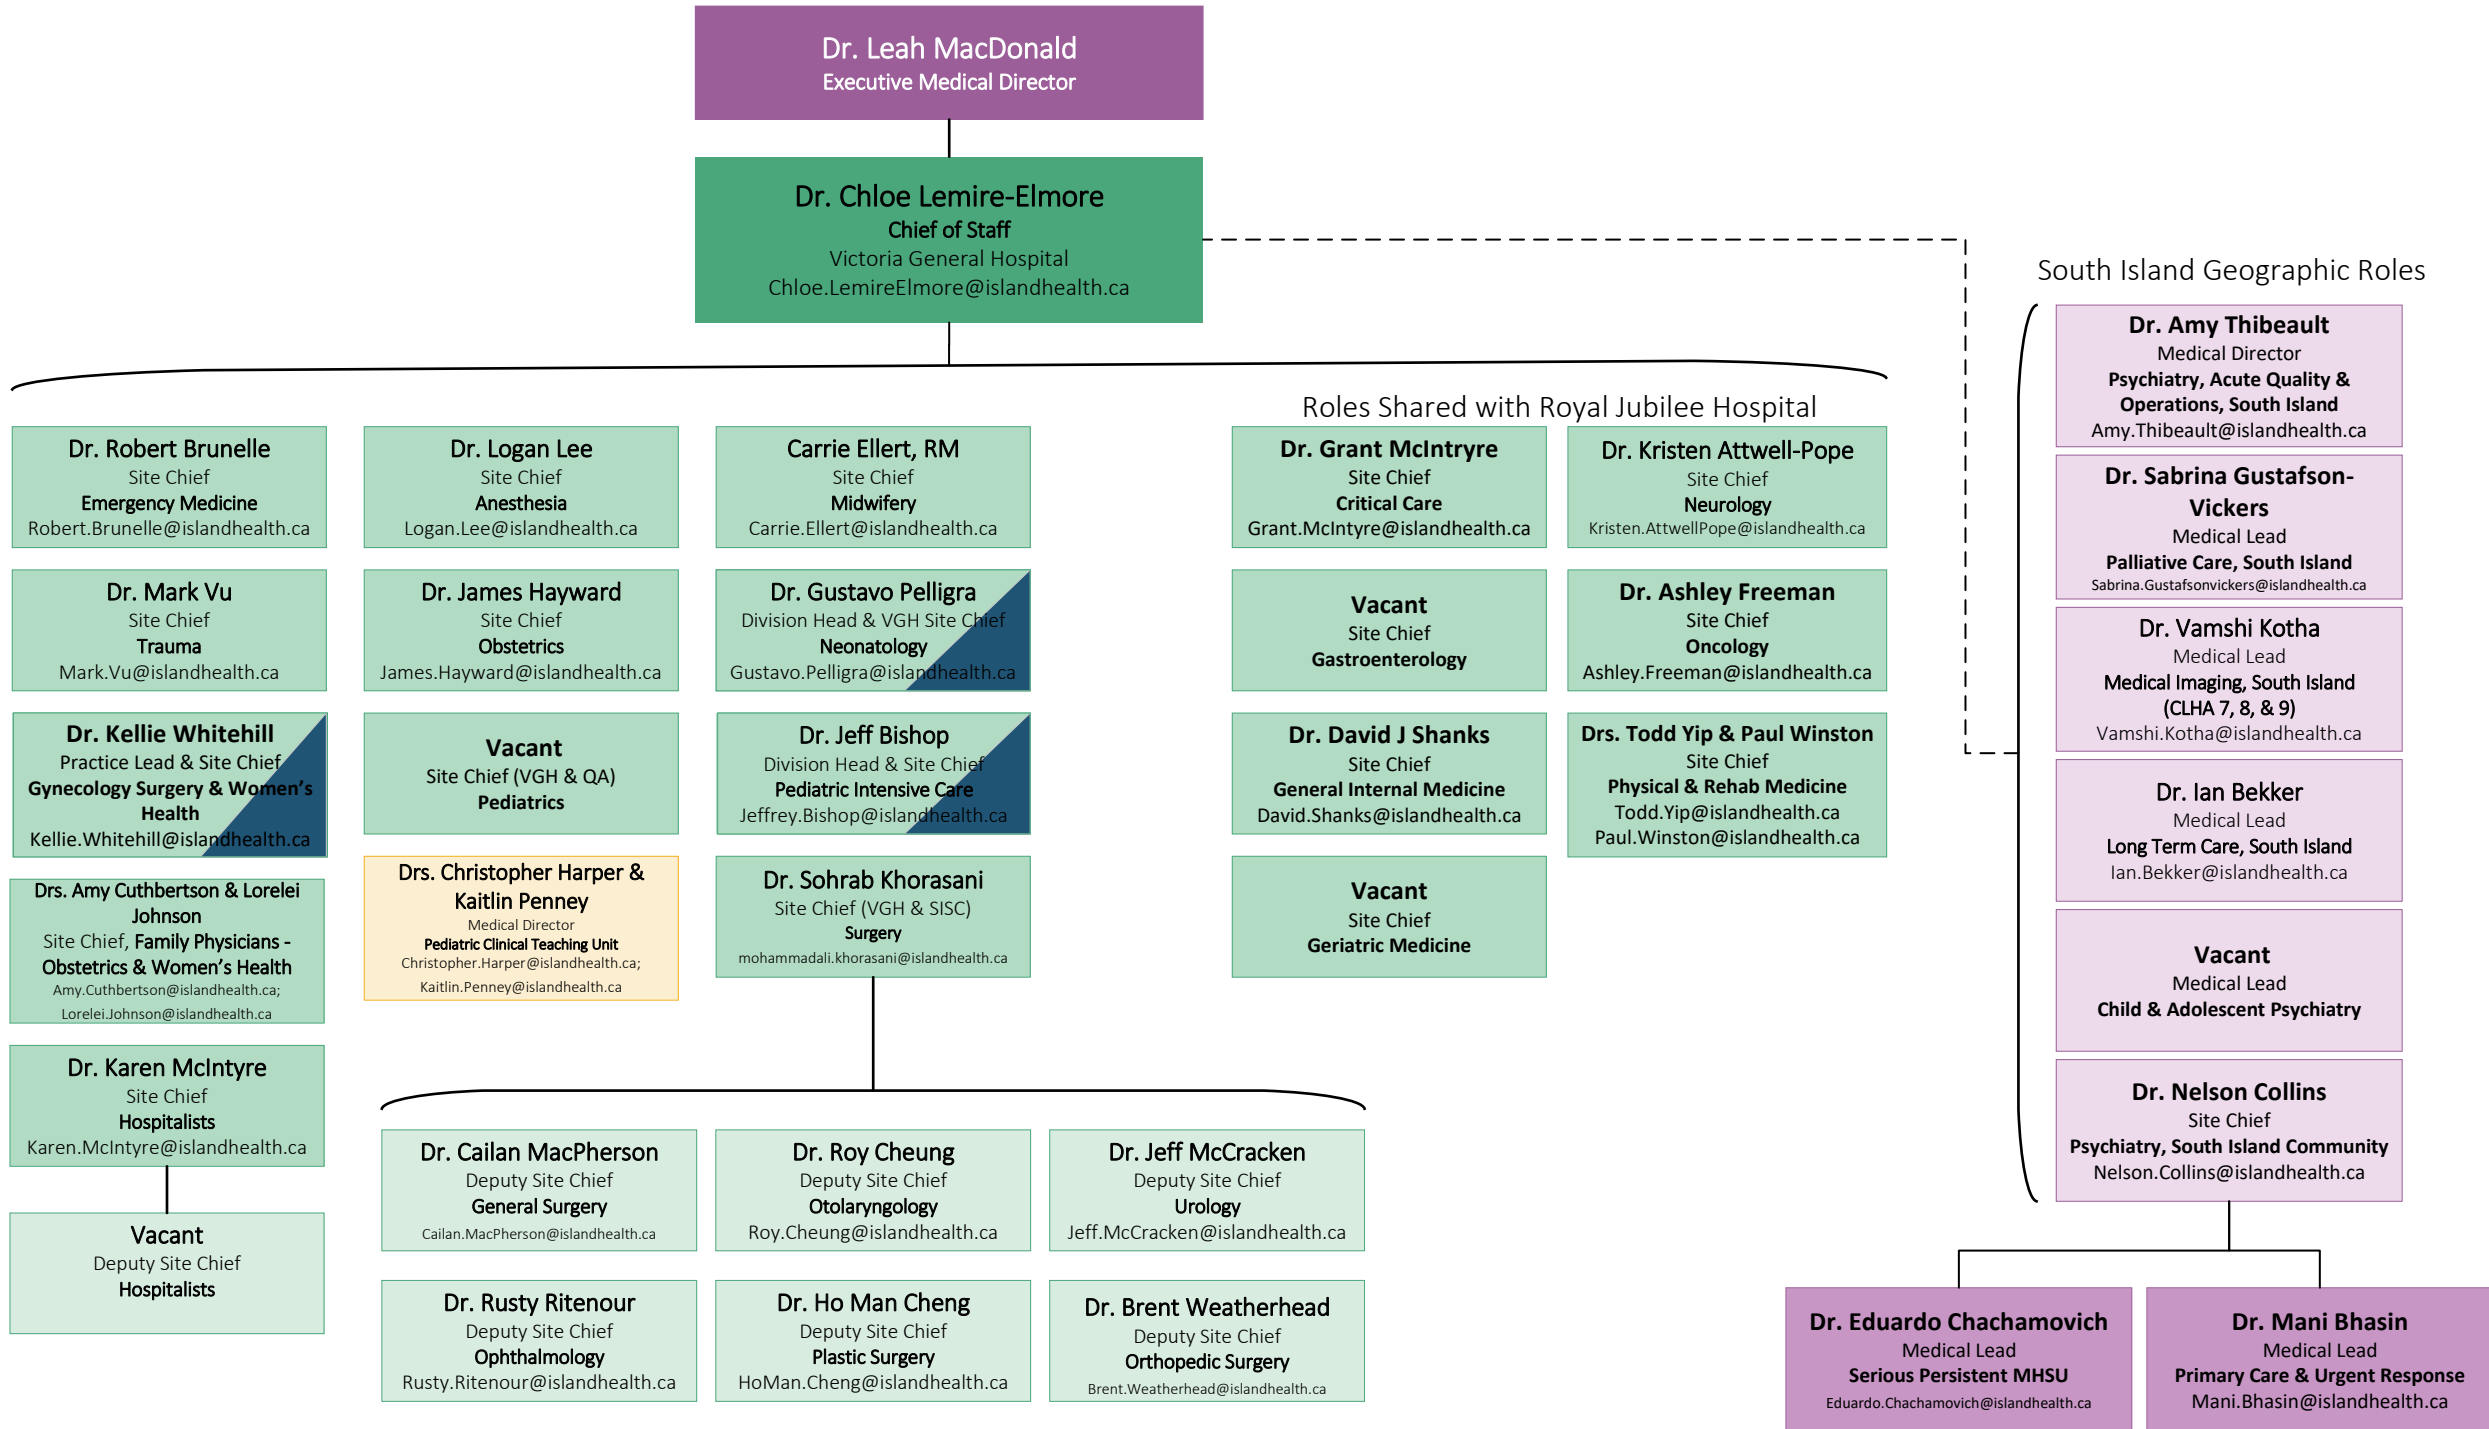 Dr. Leah MacDonald
Executive Medical Director
Dr. Chloe Lemire-Elmore
Chief of Staff
Victoria General Hospital
Chloe.LemireElmore@islandhealth.ca
South Island Geographic Roles
Dr. Amy Thibeault
Medical Director
Psychiatry, Acute Quality &
Operations, South Island
Amy.Thibeault@islandhealth.ca
Dr. Sabrina Gustafson-
Vickers
Medical Lead
Palliative Care, South Island
Sabrina.Gustafsonvickers@islandhealth.ca
Dr. Vamshi Kotha
Medical Lead
Medical Imaging, South Island
(CLHA 7, 8, & 9)
Vamshi.Kotha@islandhealth.ca
Dr. Ian Bekker
Medical Lead
Long Term Care, South Island
Ian.Bekker@islandhealth.ca
Vacant
Medical Lead
Child & Adolescent Psychiatry
Dr. Nelson Collins
Site Chief
Psychiatry, South Island Community
Nelson.Collins@islandhealth.ca
Dr. Eduardo Chachamovich
Medical Lead
Serious Persistent MHSU
Eduardo.Chachamovich@islandhealth.ca
Dr. Mani Bhasin
Medical Lead
Primary Care & Urgent Response
Mani.Bhasin@islandhealth.ca
Dr. Robert Brunelle
Site Chief
Emergency Medicine
Robert.Brunelle@islandhealth.ca
Dr. Mark Vu
Site Chief
Trauma
Mark.Vu@islandhealth.ca
Dr. Kellie Whitehill
Practice Lead & Site Chief
Gynecology Surgery & Women's
Health
Kellie.Whitehill@islandhealth.ca
Drs. Amy Cuthbertson & Lorelei
Johnson
Site Chief, Family Physicians -
Obstetrics & Women's Health
Amy.Cuthbertson@islandhealth.ca;
Lorelei.Johnson@islandhealth.ca
Dr. Karen McIntyre
Site Chief
Hospitalists
Karen.McIntyre@islandhealth.ca
Vacant
Deputy Site Chief
Hospitalists
Dr. Logan Lee
Site Chief
Anesthesia
Logan.Lee@islandhealth.ca
Dr. James Hayward
Site Chief
Obstetrics
James.Hayward@islandhealth.ca
Vacant
Site Chief (VGH & QA)
Pediatrics
Drs. Christopher Harper &
Kaitlin Penney
Medical Director
Pediatric Clinical Teaching Unit
Christopher.Harper@islandhealth.ca;
Kaitlin.Penney@islandhealth.ca
Carrie Ellert, RM
Site Chief
Midwifery
Carrie.Ellert@islandhealth.ca
Dr. Gustavo Pelligra
Division Head & VGH Site Chief
Neonatology
Gustavo.Pelligra@islandhealth.ca
Dr. Jeff Bishop
Division Head & Site Chief
Pediatric Intensive Care
Jeffrey.Bishop@islandhealth.ca
Dr. Sohrab Khorasani
Site Chief (VGH & SISC)
Surgery
mohammadali.khorasani@islandhealth.ca
Dr. Cailan MacPherson
Deputy Site Chief
General Surgery
Cailan.MacPherson@islandhealth.ca
Dr. Roy Cheung
Deputy Site Chief
Otolaryngology
Roy.Cheung@islandhealth.ca
Dr. Jeff McCracken
Deputy Site Chief
Urology
Jeff.McCracken@islandhealth.ca
Dr. Rusty Ritenour
Deputy Site Chief
Ophthalmology
Rusty.Ritenour@islandhealth.ca
Dr. Ho Man Cheng
Deputy Site Chief
Plastic Surgery
HoMan.Cheng@islandhealth.ca
Dr. Brent Weatherhead
Deputy Site Chief
Orthopedic Surgery
Brent.Weatherhead@islandhealth.ca
Roles Shared with Royal Jubilee Hospital
Dr. Grant McIntryre
Site Chief
Critical Care
Grant.McIntyre@islandhealth.ca
Vacant
Site Chief
Gastroenterology
Dr. David J Shanks
Site Chief
General Internal Medicine
David.Shanks@islandhealth.ca
Vacant
Site Chief
Geriatric Medicine
Dr. Kristen Attwell-Pope
Site Chief
Neurology
Kristen.AttwellPope@islandhealth.ca
Dr. Ashley Freeman
Site Chief
Oncology
Ashley.Freeman@islandhealth.ca
Drs. Todd Yip & Paul Winston
Site Chief
Physical & Rehab Medicine
Todd.Yip@islandhealth.ca
Paul.Winston@islandhealth.ca